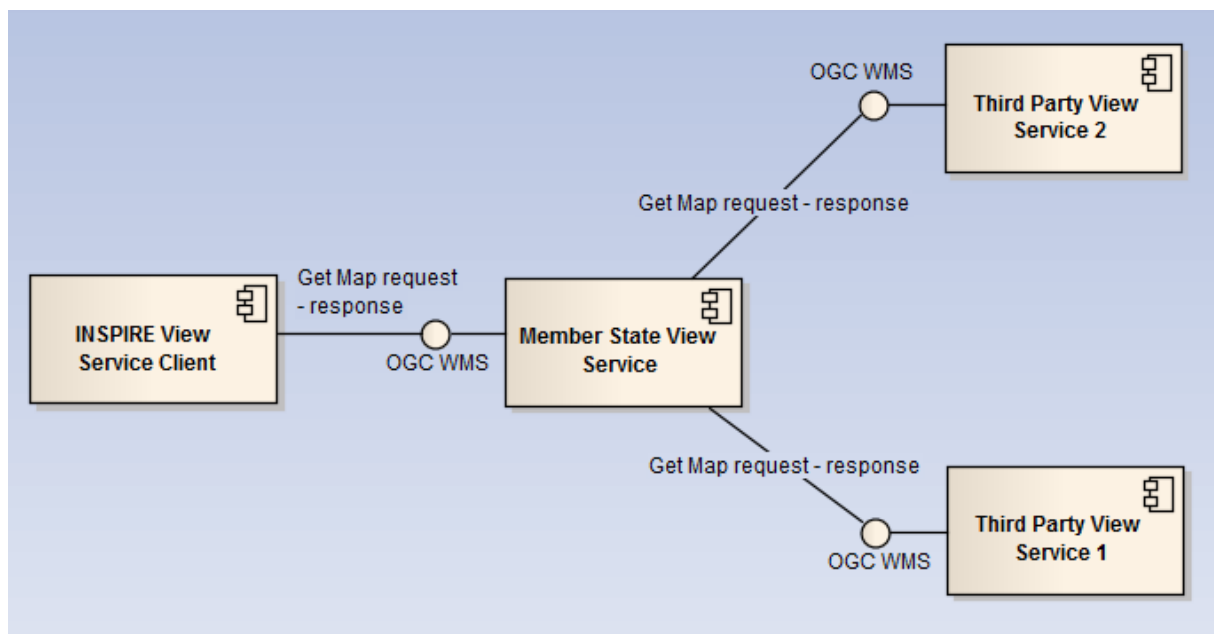 OGC WMS
Third Party View
Service 2
Get Map request - response
Get Map request
- response
INSPIRE View
Service Client
OGC WMS
Member State View
Service
Get Map request - response
Third Party View
Service 1
OGC WMS